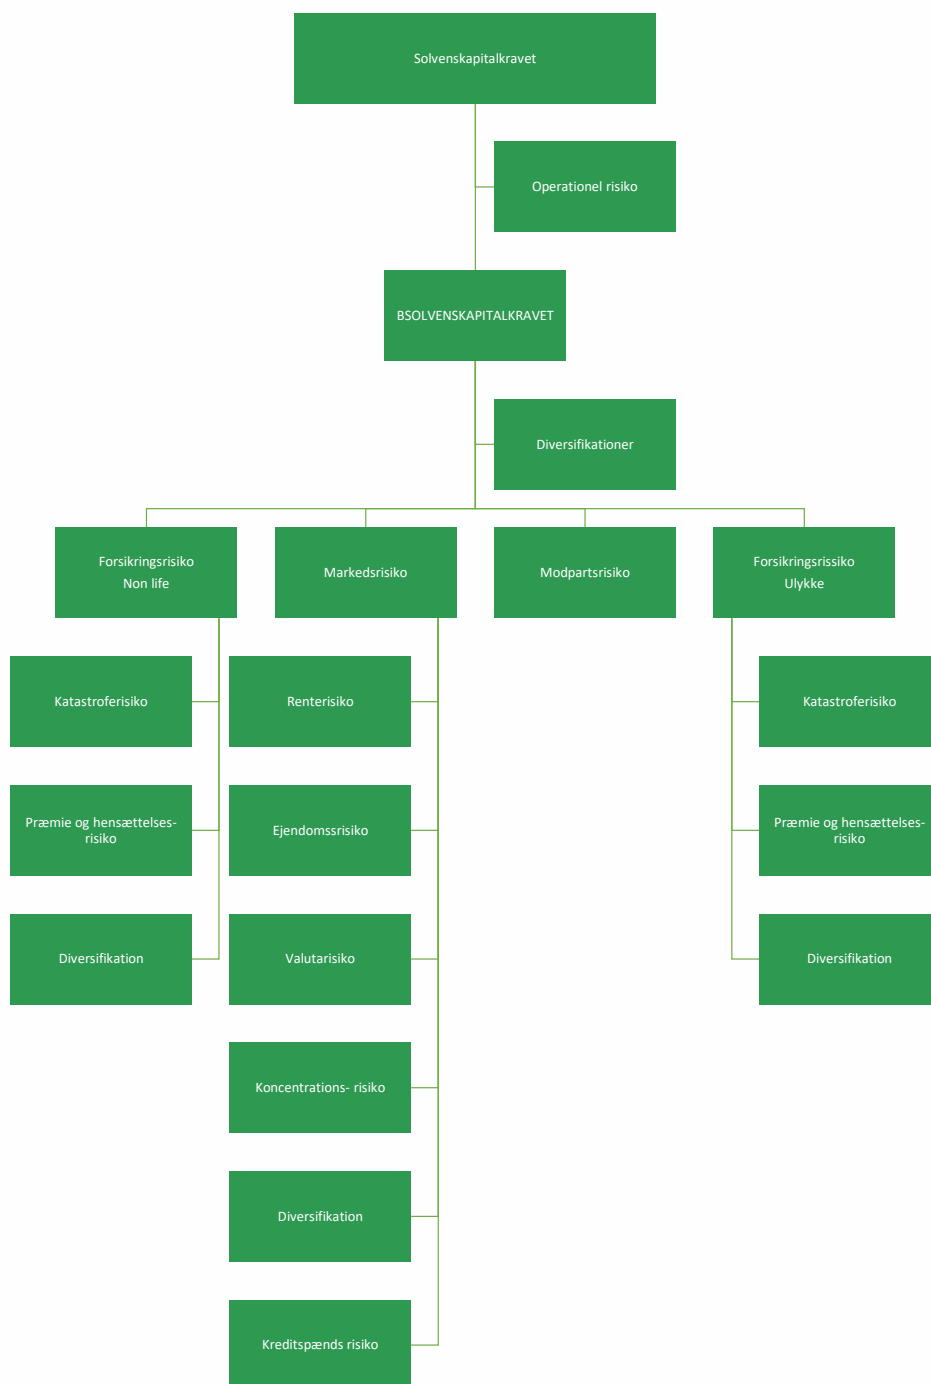 Solvenskapitalkravet
Operationel risiko
BSOLVENSKAPITALKRAVET
Diversifikationer
Forsikringsrisiko
Non life
Markedsrisiko
Modpartsrisiko
Forsikringsrissiko
Ulykke
Katastroferisiko
Renterisiko
Katastroferisiko
Præmie og hensættelses-
risiko
Ejendomssrisiko
Præmie og hensættelses-
risiko
Diversifikation
Valutarisiko
Diversifikation
Koncentrations- risiko
Diversifikation
Kreditspænds risiko